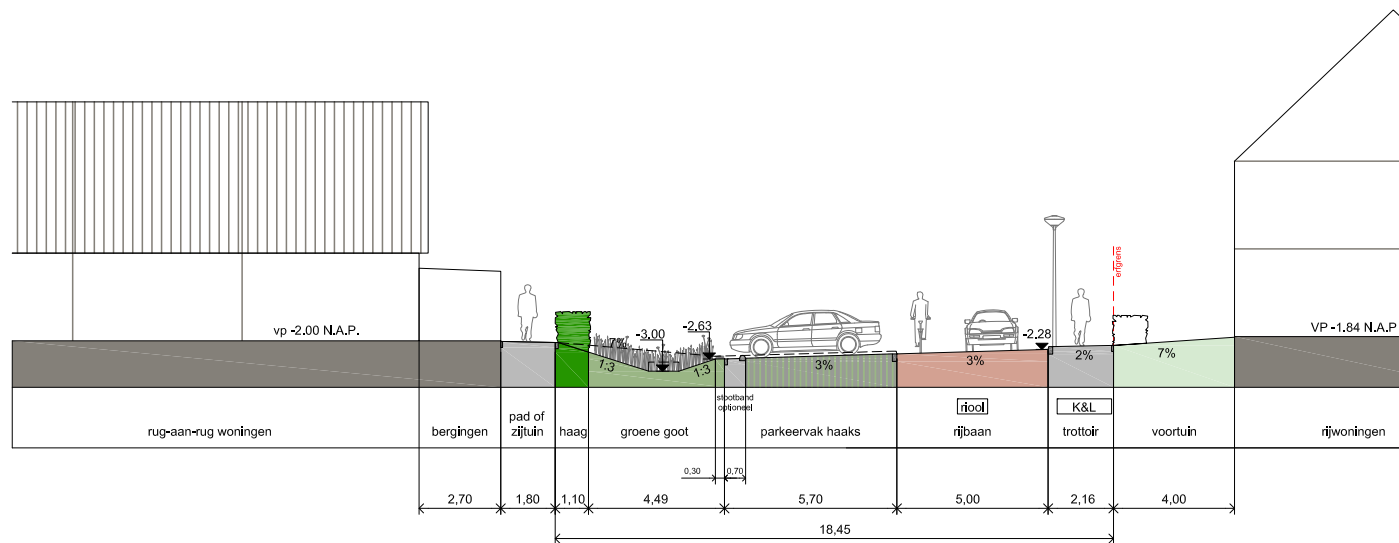 erfgrens
vp -2.00 N.A.P.
VP -1.84 N.A.P
7%
-3,00
-2,63
-2,28
1:3
1:3
3%
3%
2%
7%
stootband
optioneel
riool
K&L
rug-aan-rug woningen
bergingen
pad of
zijtuin
haag
groene goot
parkeervak haaks
rijbaan
trottoir
voortuin
rijwoningen
0,30
0,70
2,70
1,80
1,10
4,49
5,70
5,00
2,16
4,00
18,45